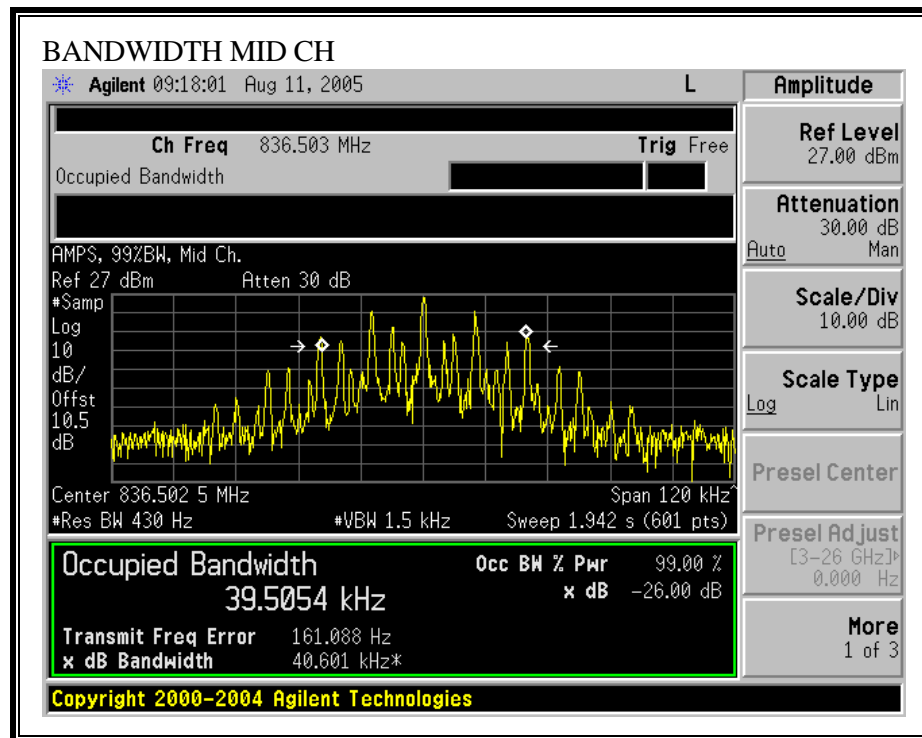 BANDWIDTH MID CH
Agilent 09:18:01 Aug 11, 2005 L
Amplitude
Ch Freq 836.503 MHz Trig Free
Occupied Bandwidth
Ref Level
27.00 dBm
Attenuation
30.00 dB
Auto Man
Scale/Div
10.00 dB
Scale Type
Log Lin
Presel Center
Presel Adjust
[3-26 GHz]
0.000 Hz
More
1 of 3
AMPS, 99%BW, Mid Ch.
Ref 27 dBm Atten 30 dB
#Samp
Log
10
dB/
Offst
10.5
dB
Center 836.502 5 MHz Span 120 kHz^
#Res BW 430 Hz #VBW 1.5 kHz Sweep 1.942 s (601 pts)
Occupied Bandwidth Occ BW % Pwr 99.00 %
39.5054 kHz x dB -26.00 dB
Transmit Freq Error 161.088 Hz
x dB Bandwidth 40.601 kHz*
Copyright 2000-2004 Agilent Technologies